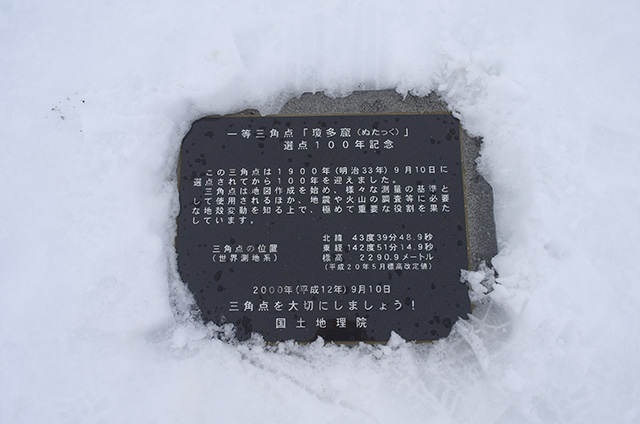 一等三角点「瓊多窟（ぬたっく）」
選点１００年記念
この三角点は１９００年（明治33年）９月10日に
選点されてから１００年を迎えました。
三角点は地図作成を始め、様々な測量の基準と
して使用されるほか、地震や火山の調査等に必要
な地殻変動を知る上で、極めて重要な役割を果た
しています。
三角点の位置
（世界測地系）
北緯 43度39分48.9秒
東経 142度51分14.9秒
標高 2290.9メートル
（平成２０年５月標高改定値）
2000年（平成12年）９月10日
三角点を大切にしましょう！
国土地理院